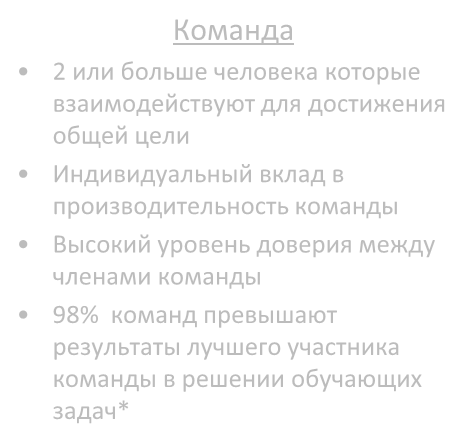 Команда
• 2 или больше человека которые
взаимодействуют для достижения
общей цели
• Индивидуальный вклад в
производительность команды
• Высокий уровень доверия между
членами команды
• 98% команд превышают
результаты лучшего участника
команды в решении обучающих
задач*